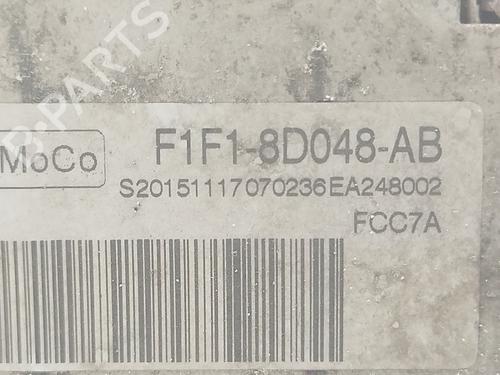 B-PARTS
MoCo
F1F1-8D048-AB
S20151117070236EA248002
FCC7A